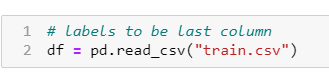 1 # labels to be last column
2 df = pd.read_csv("train.csv")